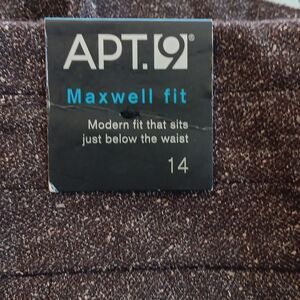 APT.9®
Maxwell fit
Modern fit that sits
just below the waist
14